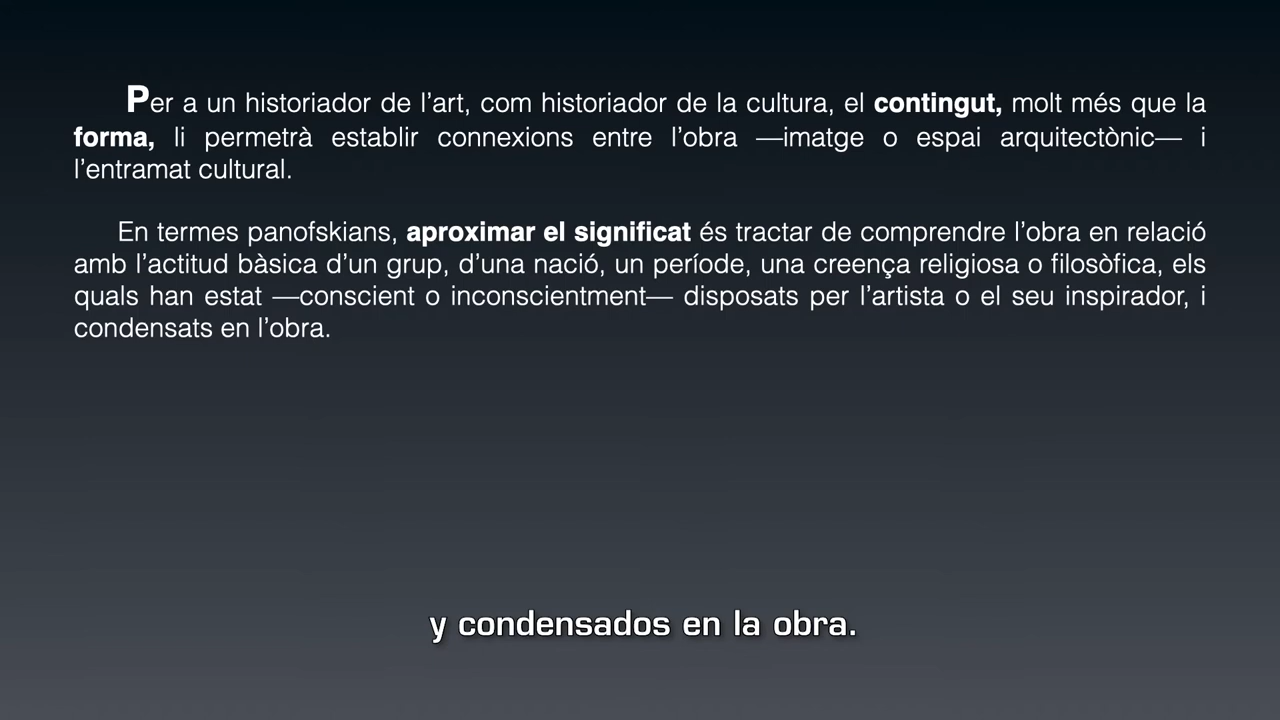 Per a un historiador de l’art, com historiador de la cultura, el contingut, molt més que la
forma, li permetrà establir connexions entre l’obra —imatge o espai arquitectònic— i
l’entramat cultural.
En termes panofskians, aproximar el significat és tractar de comprendre l’obra en relació
amb l’actitud bàsica d’un grup, d’una nació, un període, una creença religiosa o filosòfica, els
quals han estat —conscient o inconscientment— disposats per l’artista o el seu inspirador, i
condensats en l’obra.
y condensados en la obra.